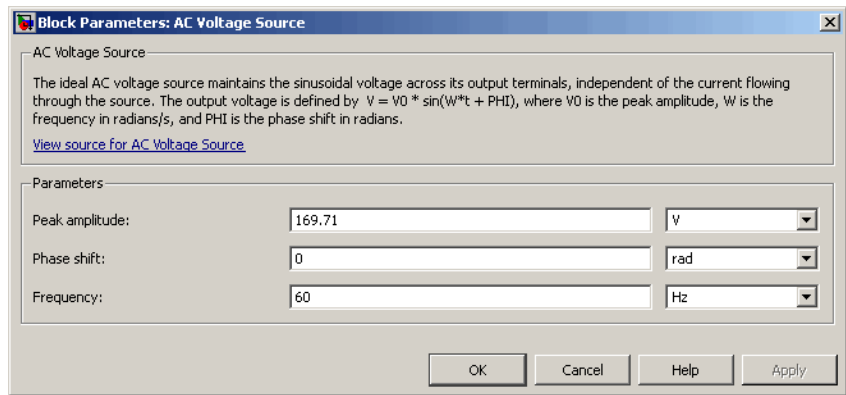 Block Parameters: AC Voltage Source
AC Voltage Source
The ideal AC voltage source maintains the sinusoidal voltage across its output terminals, independent of the current flowing
through the source. The output voltage is defined by V = V0 * sin(W*t + PHI), where V0 is the peak amplitude, W is the
frequency in radians/s, and PHI is the phase shift in radians.
View source for AC Voltage Source
Parameters
Peak amplitude: 169.71 V
Phase shift: 0 rad
Frequency: 60 Hz
OK Cancel Help Apply